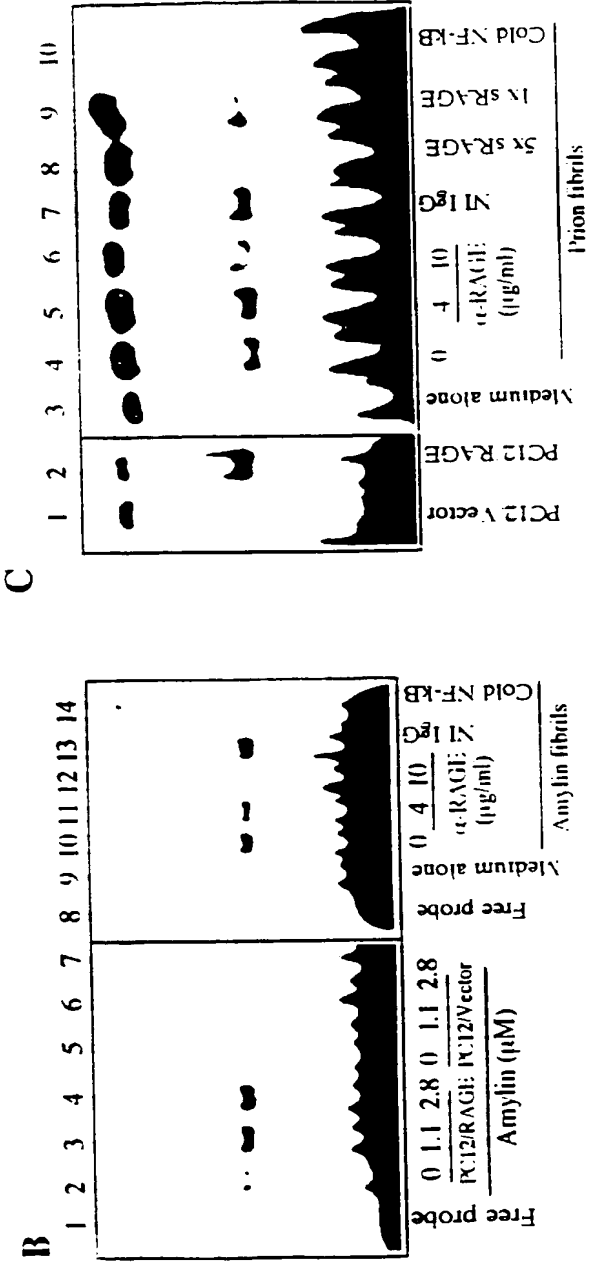 B
1 2 3 4 5 6 7 8 9 10 11 12 13 14
Free probe
0 1.1 2.8 0 1.1 2.8
PC12/RAGE PC12/Vector
Amylin (μM)
Free probe
Medium alone
0 4 10
α-RAGE
(μg/ml)
NI IgG
Cold NF-kB
Amylin fibrils
C
1 2 3 4 5 6 7 8 9 10
PC12 Vector
PC12 RAGE
Medium alone
0 4 10
α-RAGE
(μg/ml)
NI IgG
5x sRAGE
1x sRAGE
Cold NF-kB
Prion fibrils